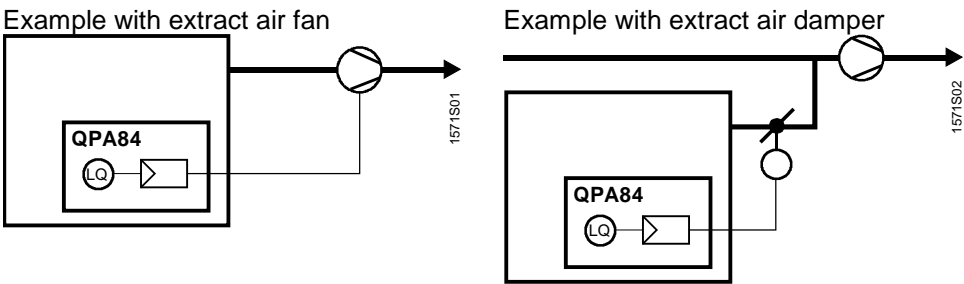 Example with extract air fan
QPA84
LQ
1571S01
Example with extract air damper
QPA84
LQ
1571S02